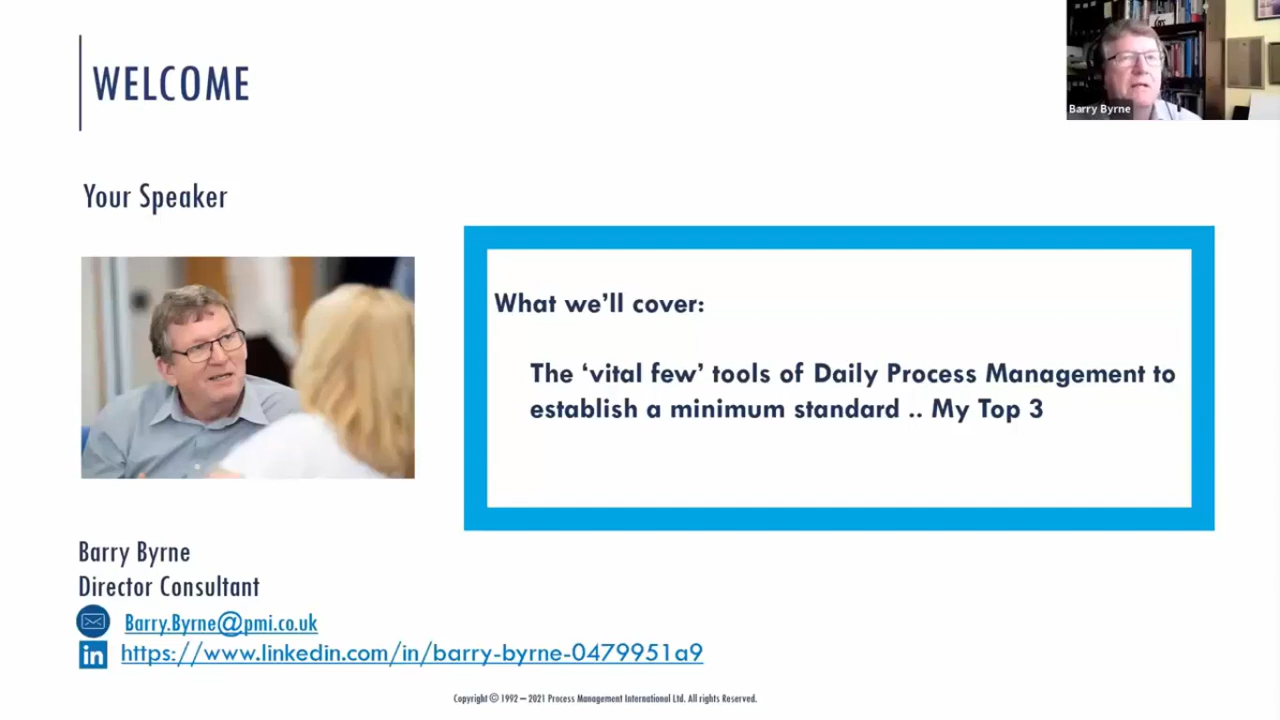 WELCOME
Barry Byrne
Your Speaker
What we'll cover:
The ‘vital few’ tools of Daily Process Management to
establish a minimum standard .. My Top 3
Barry Byrne
Director Consultant
Barry.Byrne@pmi.co.uk
in https://www.linkedin.com/in/barry-byrne-0479951a9
Copyright © 1992 – 2021 Process Management International Ltd. All rights Reserved.